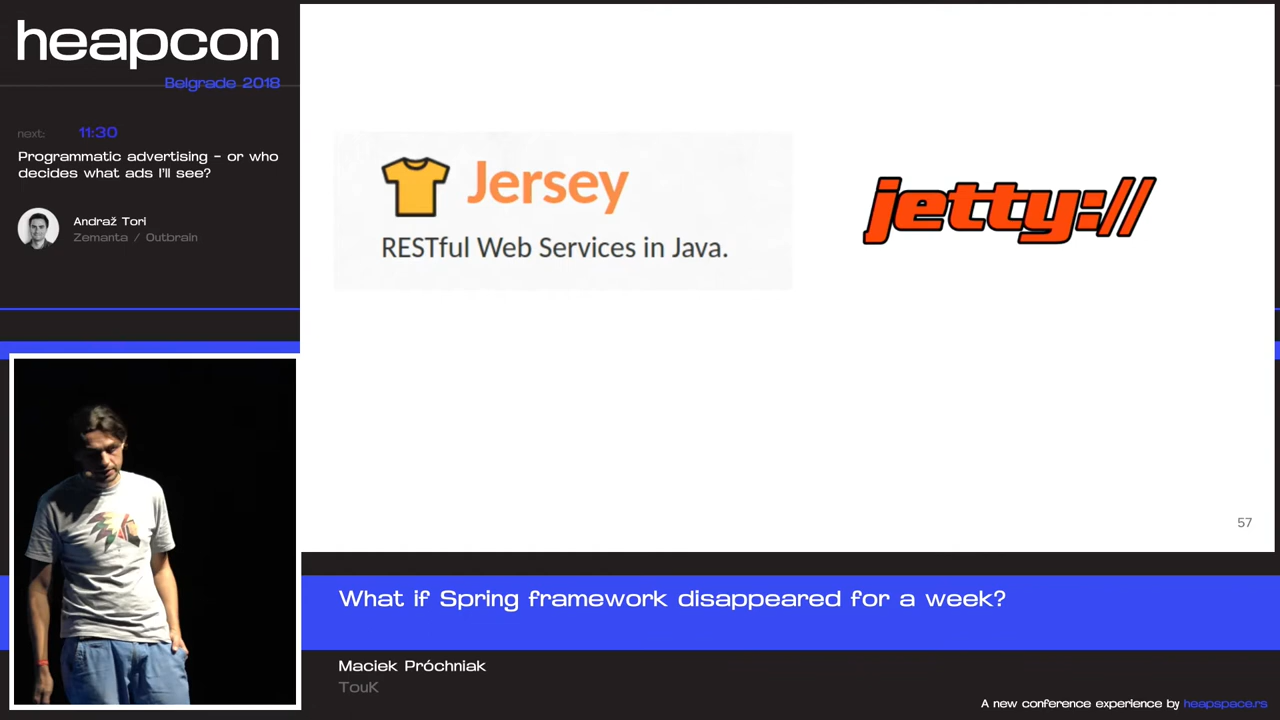 heapcon
Belgrade 2018
next: 11:30
Programmatic advertising - or who
decides what ads I'll see?
Andraž Tori
Zemanta / Outbrain
Jersey
RESTful Web Services in Java.
jetty://
57
What if Spring framework disappeared for a week?
Maciek Próchniak
TouK
A new conference experience by heapspace.rs